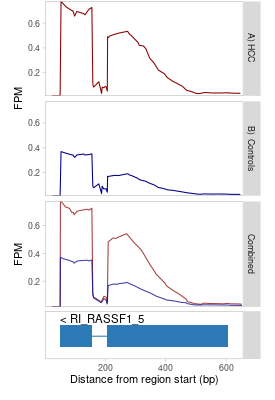 0.6
0.4
0.2
FPM
A) HCC
0.6
0.4
0.2
FPM
B) Controls
0.6
0.4
0.2
FPM
Combined
< RI_RASSF1_5
200
400
600
Distance from region start (bp)